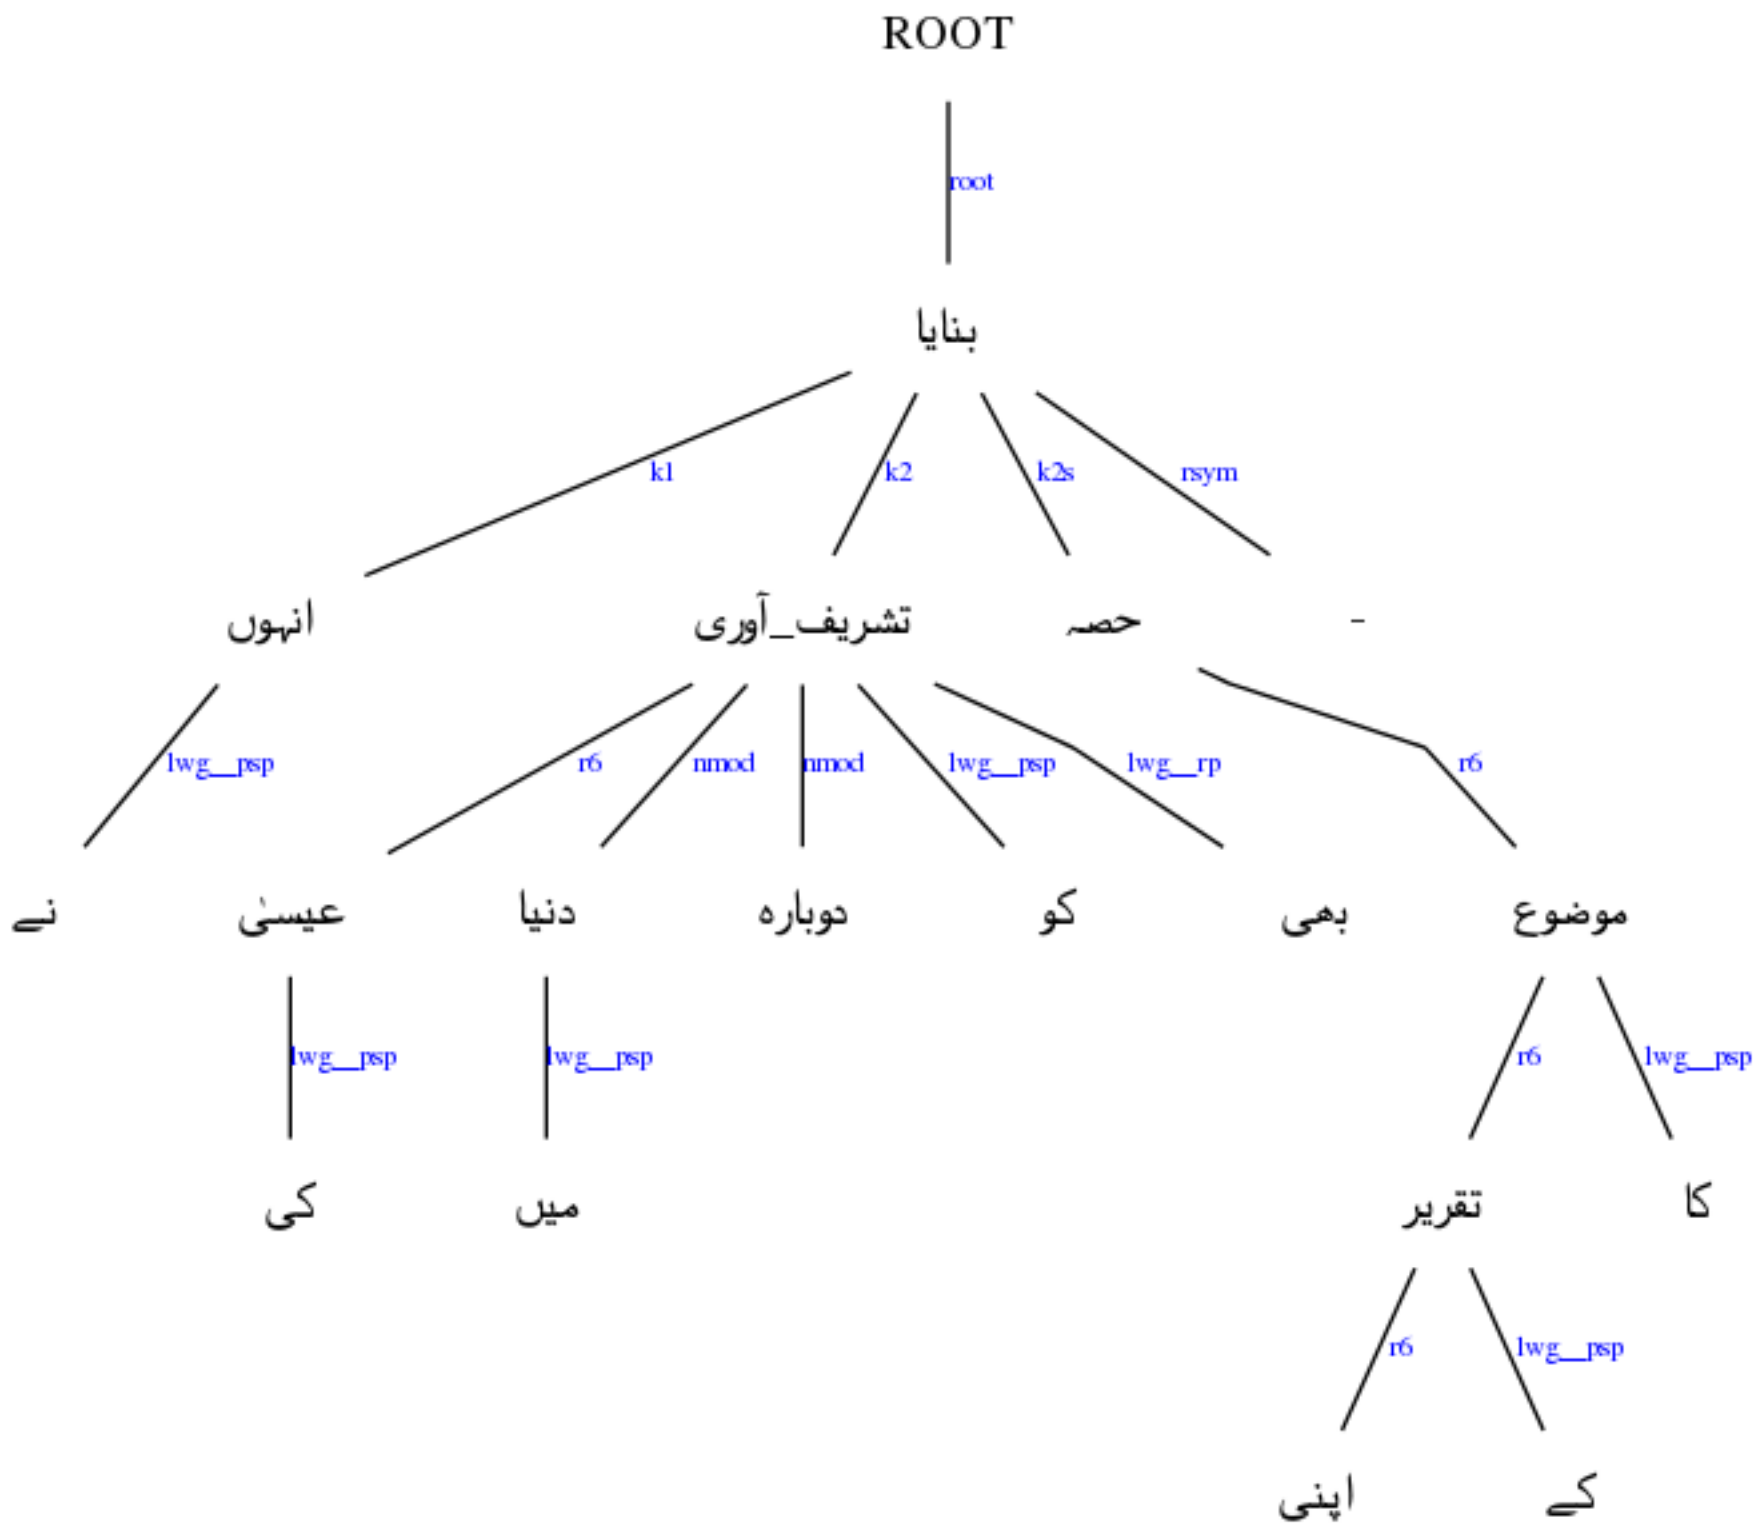 ROOT
root
بنایا
k1 k2 k2s rsym
انہوں تشریف_آوری حصہ -
lwg__psp r6 nmod nmod lwg__psp lwg__rp r6
نے عیسیٰ دنیا دوبارہ کو بھی موضوع
lwg__psp lwg__psp r6 lwg__psp
کی میں تقریر کا
r6 lwg__psp
اپنی کے